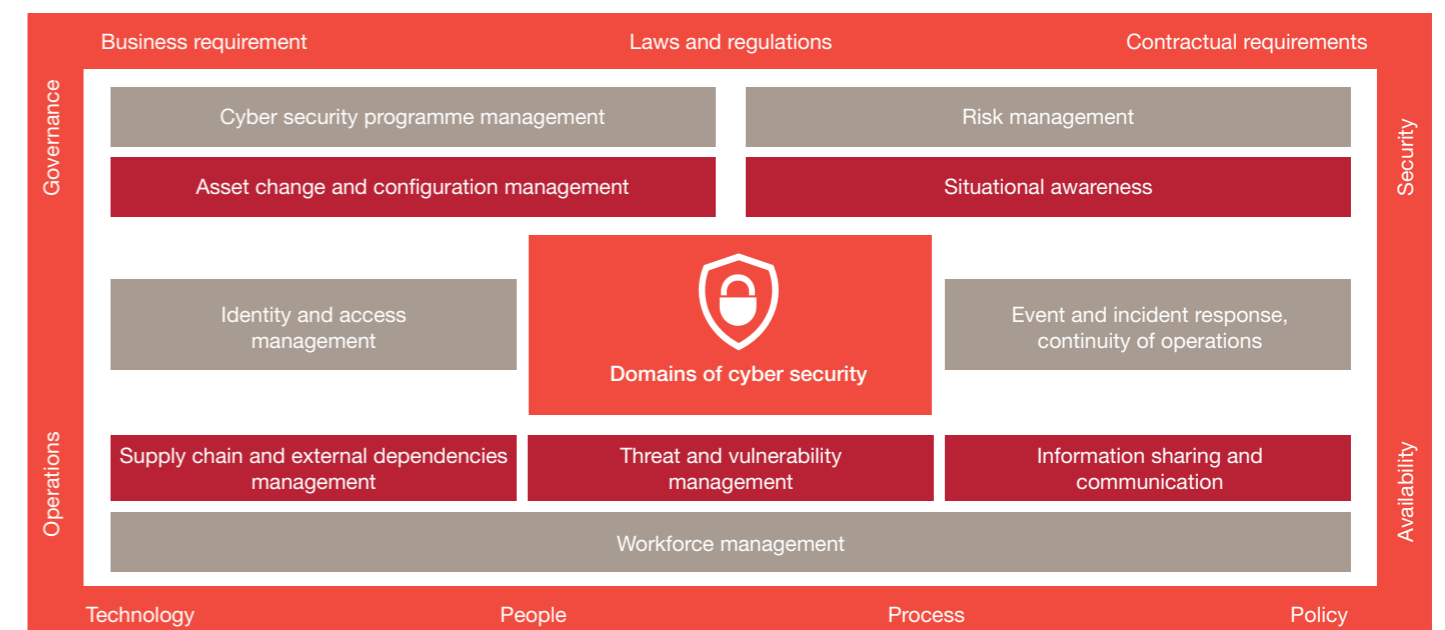 Business requirement
Laws and regulations
Contractual requirements
Governance
Security
Cyber security programme management
Risk management
Asset change and configuration management
Situational awareness
Identity and access
management
Domains of cyber security
Event and incident response,
continuity of operations
Operations
Availability
Supply chain and external dependencies
management
Threat and vulnerability
management
Information sharing and
communication
Workforce management
Technology
People
Process
Policy